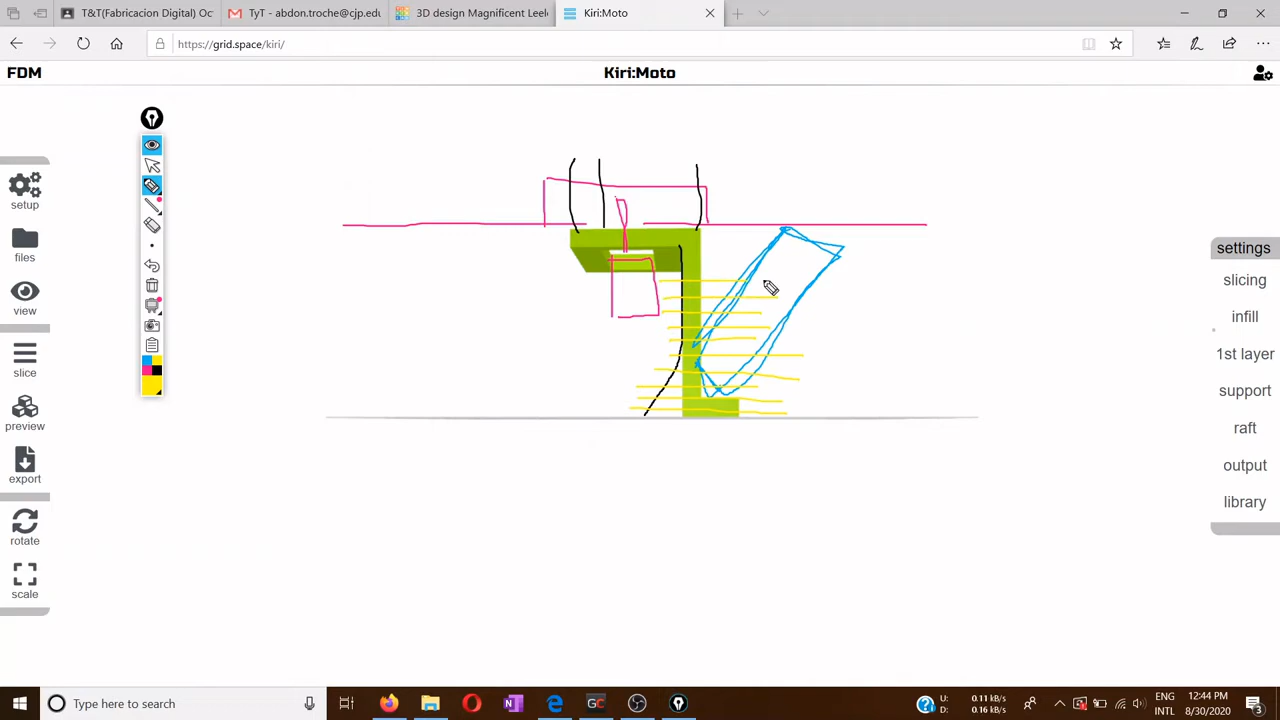 T&T(Fabricacion Digital) Oc
TyT - abdon.troche@cjp.edu.
3D design Magnificent Leel
Kiri:Moto
https://grid.space/kiri/
FDM
Kiri:Moto
setup
files
view
slice
preview
export
rotate
scale
settings
slicing
infill
1st layer
support
raft
output
library
Type here to search
GC
U: 0.11 kB/s
D: 0.16 kB/s
ENG
INTL
12:44 PM
8/30/2020
3